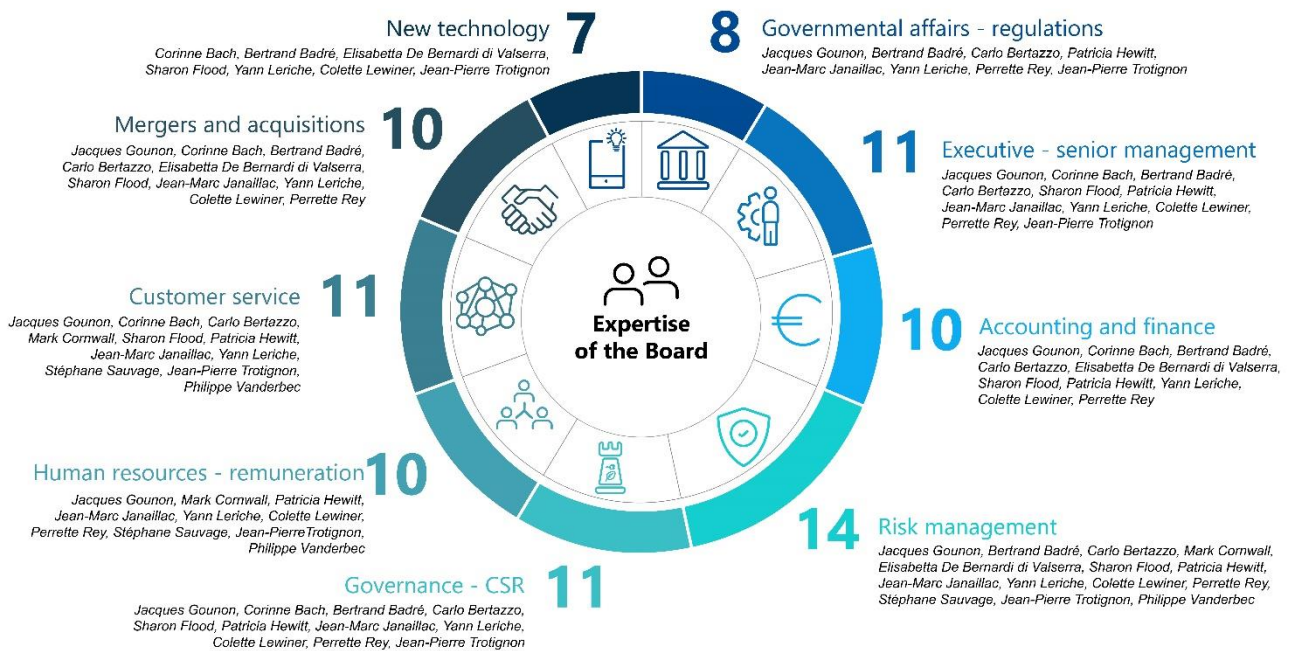 New technology
7
Corinne Bach, Bertrand Badré, Elisabetta De Bernardi di Valserra,
Sharon Flood, Yann Leriche, Colette Lewiner, Jean-Pierre Trotignon
8
Governmental affairs - regulations
Jacques Gounon, Bertrand Badré, Carlo Bertazzo, Patricia Hewitt,
Jean-Marc Janaillac, Yann Leriche, Perrette Rey, Jean-Pierre Trotignon
Mergers and acquisitions
10
Jacques Gounon, Corinne Bach, Bertrand Badré,
Carlo Bertazzo, Elisabetta De Bernardi di Valserra,
Sharon Flood, Jean-Marc Janaillac, Yann Leriche,
Colette Lewiner, Perrette Rey
11
Executive - senior management
Jacques Gounon, Corinne Bach, Bertrand Badré,
Carlo Bertazzo, Sharon Flood, Patricia Hewitt,
Jean-Marc Janaillac, Yann Leriche, Colette Lewiner,
Perrette Rey, Jean-Pierre Trotignon
Customer service
11
Jacques Gounon, Corinne Bach, Carlo Bertazzo,
Mark Cornwall, Sharon Flood, Patricia Hewitt,
Jean-Marc Janaillac, Yann Leriche,
Stéphane Sauvage, Jean-Pierre Trotignon,
Philippe Vanderbec
Expertise
of the Board
€
10
Accounting and finance
Jacques Gounon, Corinne Bach, Bertrand Badré,
Carlo Bertazzo, Elisabetta De Bernardi di Valserra,
Sharon Flood, Patricia Hewitt, Yann Leriche,
Colette Lewiner, Perrette Rey
Human resources - remuneration
10
Jacques Gounon, Mark Cornwall, Patricia Hewitt,
Jean-Marc Janaillac, Yann Leriche, Colette Lewiner,
Perrette Rey, Stéphane Sauvage, Jean-PierreTrotignon,
Philippe Vanderbec
14
Risk management
Jacques Gounon, Bertrand Badré, Carlo Bertazzo, Mark Cornwall,
Elisabetta De Bernardi di Valserra, Sharon Flood, Patricia Hewitt,
Jean-Marc Janaillac, Yann Leriche, Colette Lewiner, Perrette Rey,
Stéphane Sauvage, Jean-Pierre Trotignon, Philippe Vanderbec
Governance - CSR
11
Jacques Gounon, Corinne Bach, Bertrand Badré, Carlo Bertazzo,
Sharon Flood, Patricia Hewitt, Jean-Marc Janaillac, Yann Leriche,
Colette Lewiner, Perrette Rey, Jean-Pierre Trotignon